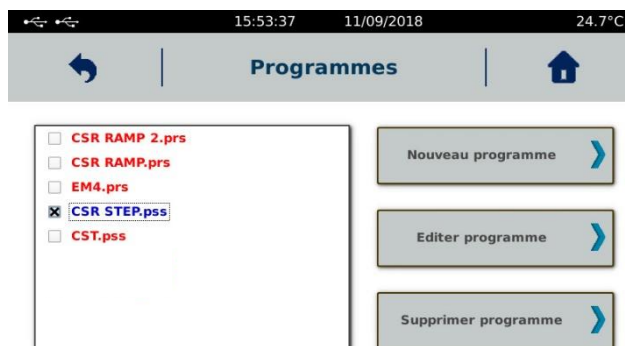 15:53:37 11/09/2018 24.7°C
Programmes
CSR RAMP 2.prs
CSR RAMP.prs
EM4.prs
CSR STEP.pss
CST.pss
Nouveau programme
Editer programme
Supprimer programme